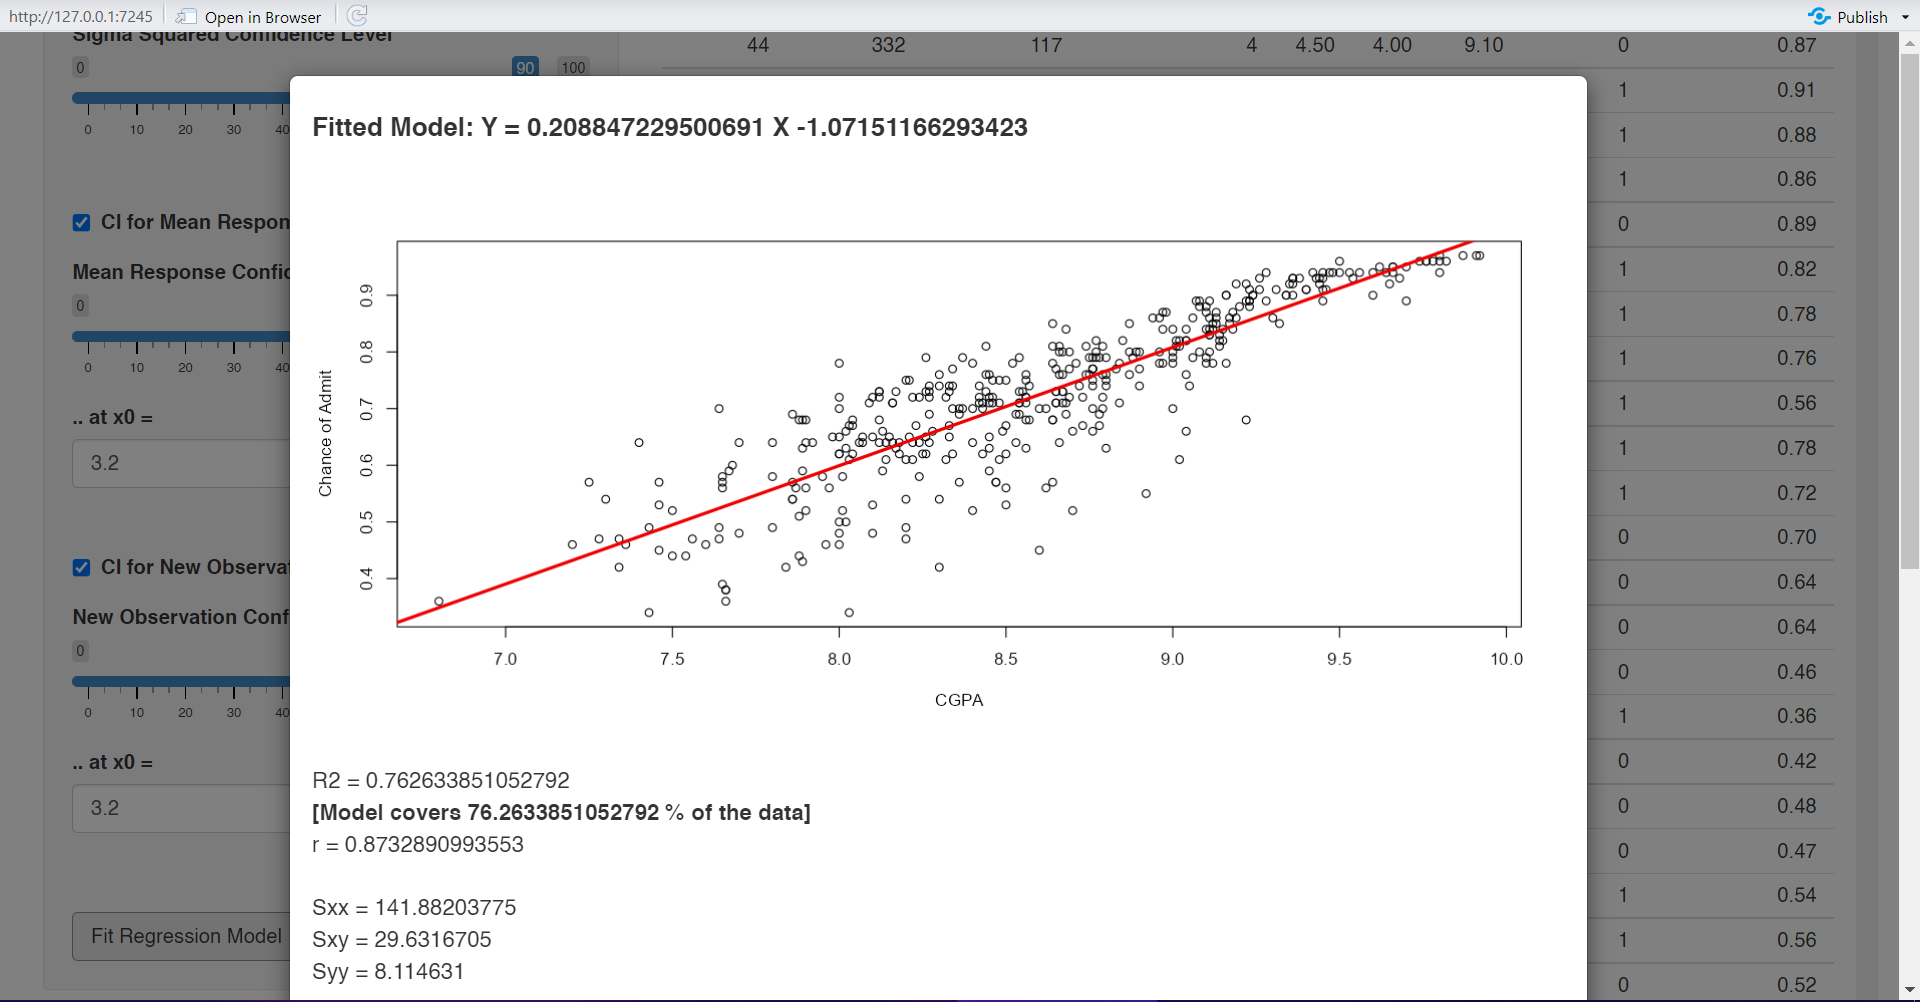 http://127.0.0.1:7245 Open in Browser Publish
Sigma Squared Confidence Level
0 90 100
0 10 20 30 40
CI for Mean Respon
Mean Response Confid
0
0 10 20 30 40
.. at x0 =
3.2
CI for New Observa
New Observation Conf
0
0 10 20 30 40
.. at x0 =
3.2
Fit Regression Model
44 332 117 4 4.50 4.00 9.10 0 0.87
1 0.91
1 0.88
1 0.86
0 0.89
1 0.82
1 0.78
1 0.76
1 0.56
1 0.78
1 0.72
0 0.70
0 0.64
0 0.64
0 0.46
1 0.36
0 0.42
0 0.48
0 0.47
1 0.54
1 0.56
0 0.52
Fitted Model: Y = 0.208847229500691 X -1.07151166293423
Chance of Admit
0.9
0.8
0.7
0.6
0.5
0.4
7.0 7.5 8.0 8.5 9.0 9.5 10.0
CGPA
R2 = 0.762633851052792
[Model covers 76.2633851052792 % of the data]
r = 0.8732890993553
Sxx = 141.88203775
Sxy = 29.6316705
Syy = 8.114631